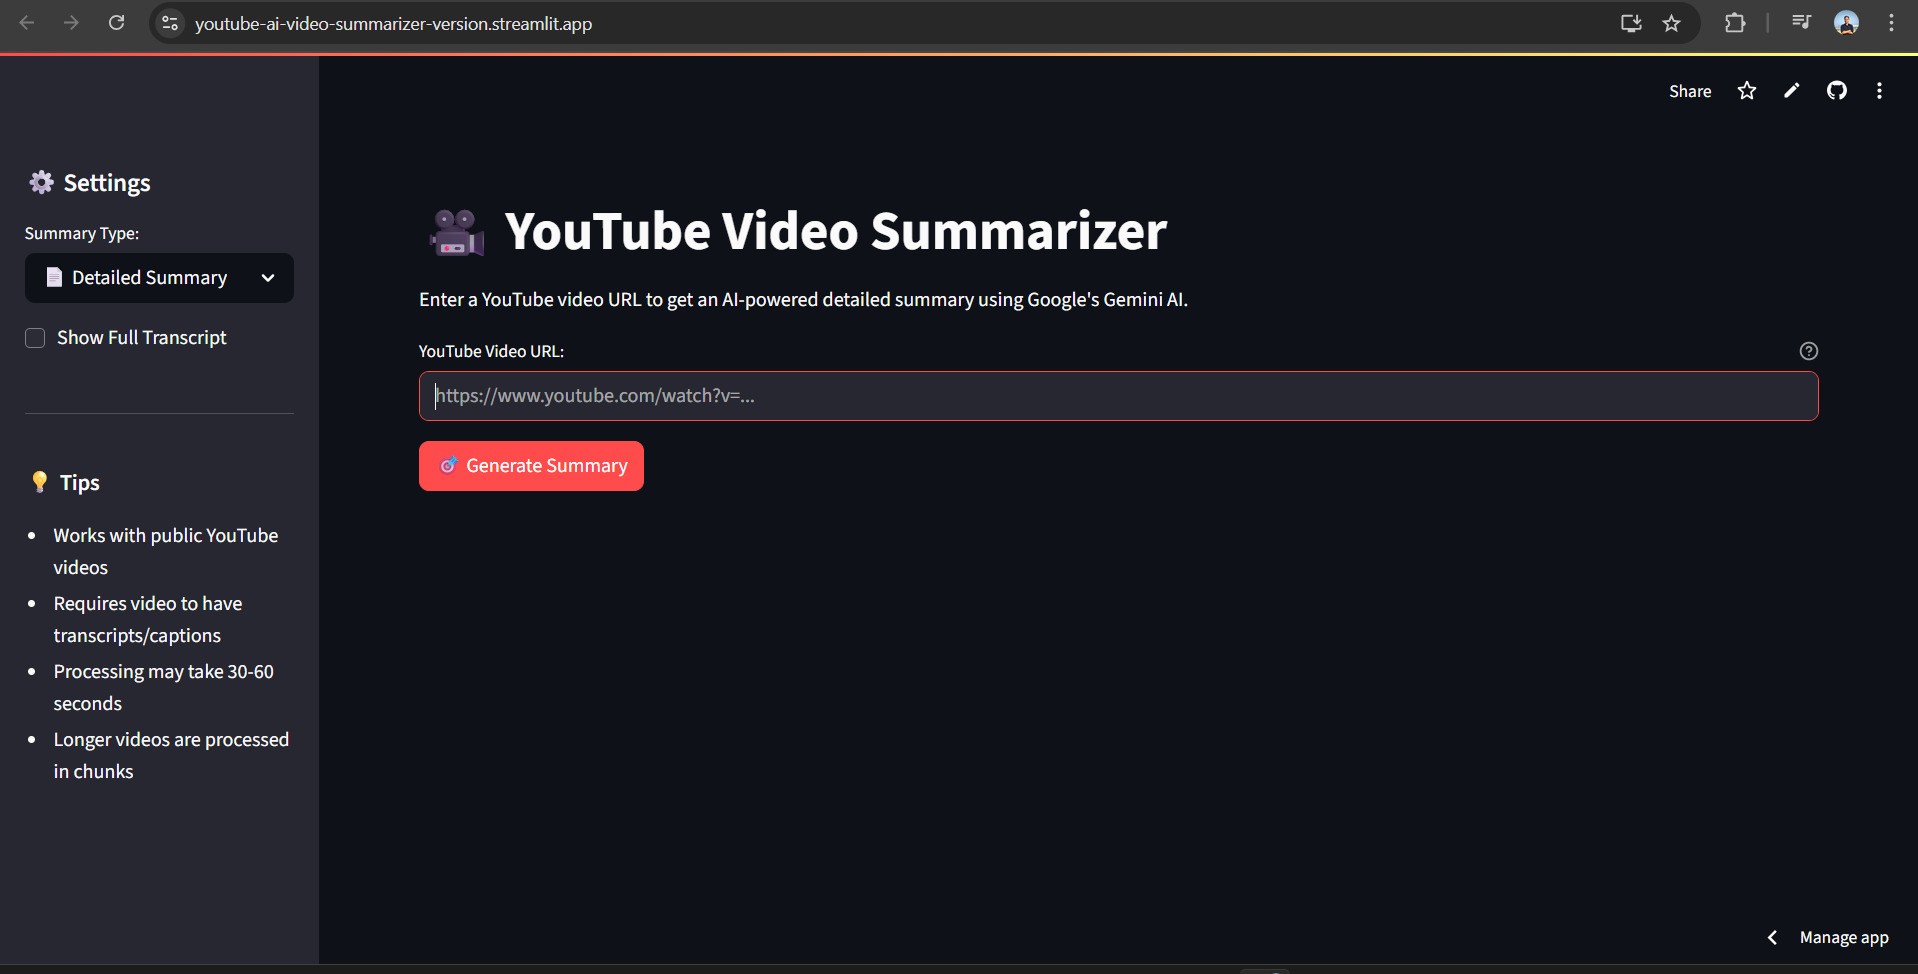 youtube-ai-video-summarizer-version.streamlit.app
Share
Settings
Summary Type:
Detailed Summary
Show Full Transcript
Tips
Works with public YouTube
videos
Requires video to have
transcripts/captions
Processing may take 30-60
seconds
Longer videos are processed
in chunks
YouTube Video Summarizer
Enter a YouTube video URL to get an AI-powered detailed summary using Google's Gemini AI.
YouTube Video URL:
https://www.youtube.com/watch?v=...
Generate Summary
Manage app